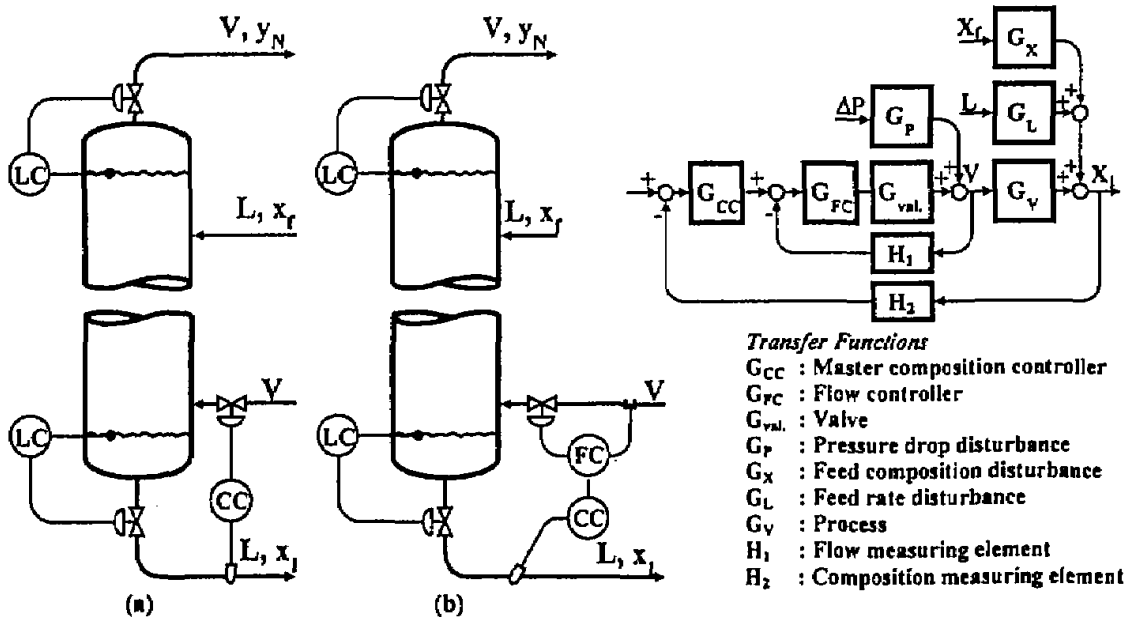 V, y_N
LC
L, x_f
LC
V
CC
L, x_1
(a)
V, y_N
LC
L, x_f
LC
V
FC
CC
L, x_1
(b)
X_f
G_X
+
ΔP
G_P
L
G_L
+
+
G_CC
+
G_FC
G_val.
+
+
V
G_V
+
+
X_1
-
-
H_1
H_2
Transfer Functions
G_CC : Master composition controller
G_FC : Flow controller
G_val. : Valve
G_P : Pressure drop disturbance
G_X : Feed composition disturbance
G_L : Feed rate disturbance
G_V : Process
H_1 : Flow measuring element
H_2 : Composition measuring element